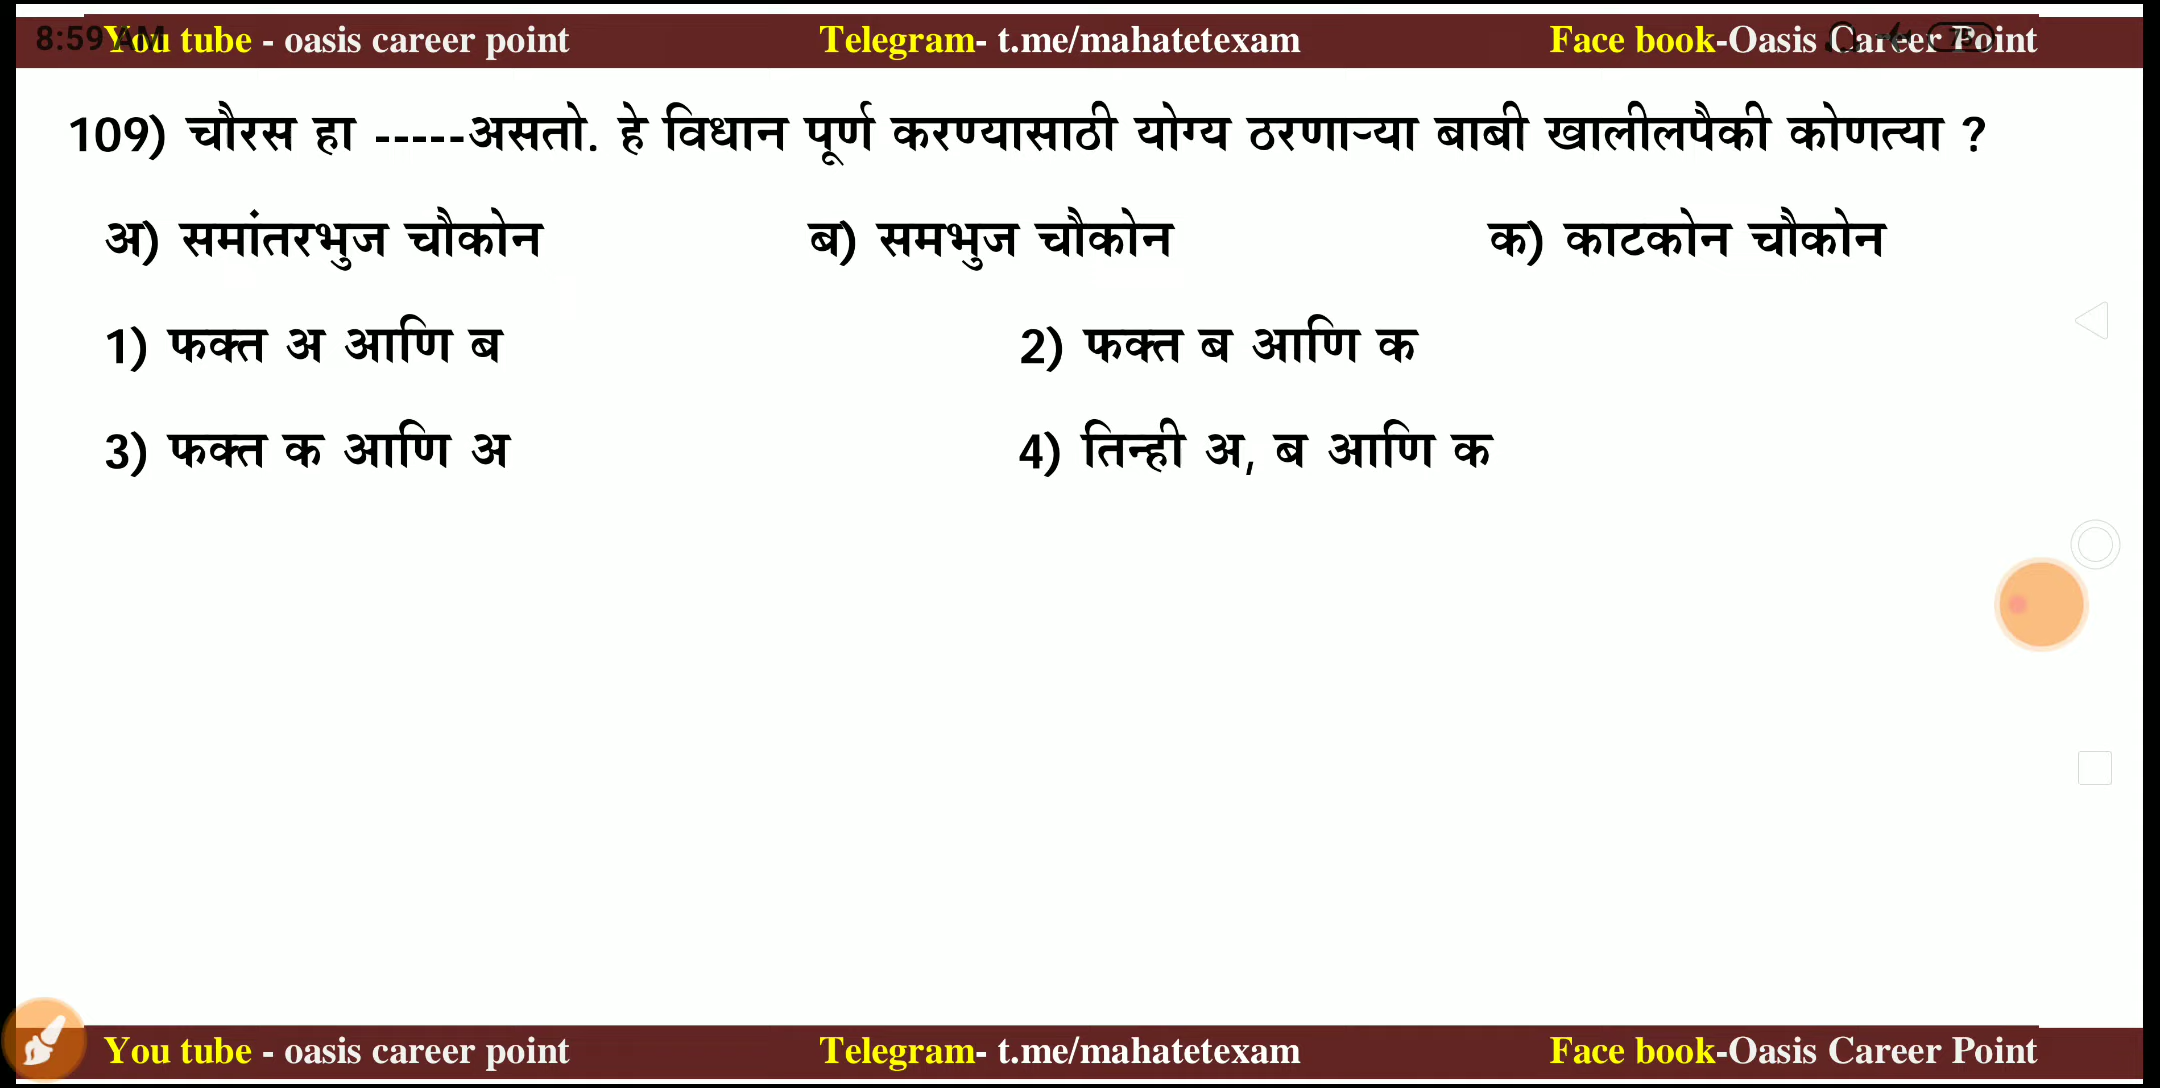 8:59 AM
You tube - oasis career point Telegram- t.me/mahatetexam Face book-Oasis Career Point
109) चौरस हा -----असतो. हे विधान पूर्ण करण्यासाठी योग्य ठरणाऱ्या बाबी खालीलपैकी कोणत्या ?
अ) समांतरभुज चौकोन ब) समभुज चौकोन क) काटकोन चौकोन
1) फक्त अ आणि ब 2) फक्त ब आणि क
3) फक्त क आणि अ 4) तिन्ही अ, ब आणि क
You tube - oasis career point Telegram- t.me/mahatetexam Face book-Oasis Career Point